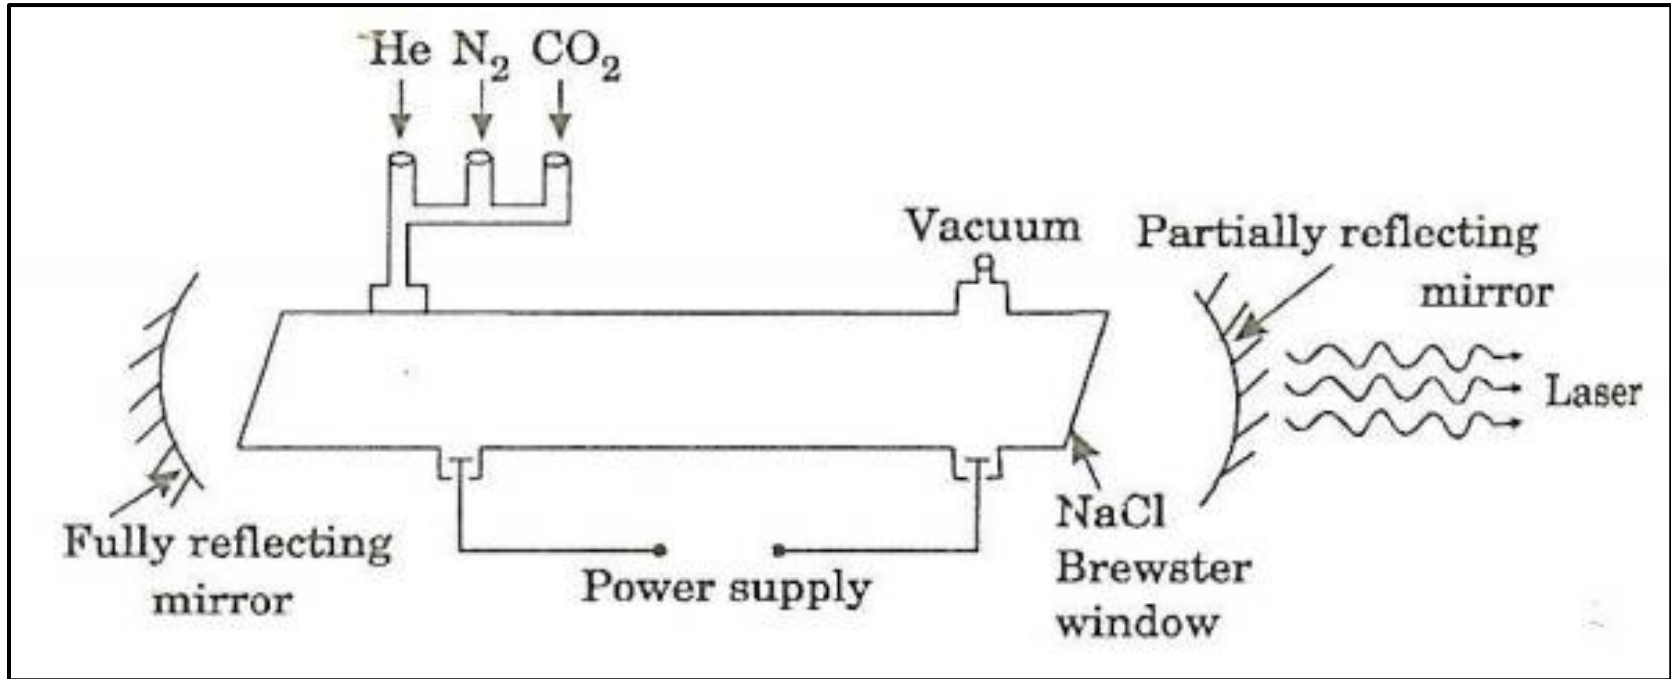 He N₂ CO₂
Vacuum
Partially reflecting
mirror
Laser
NaCl
Brewster
window
Fully reflecting
mirror
Power supply